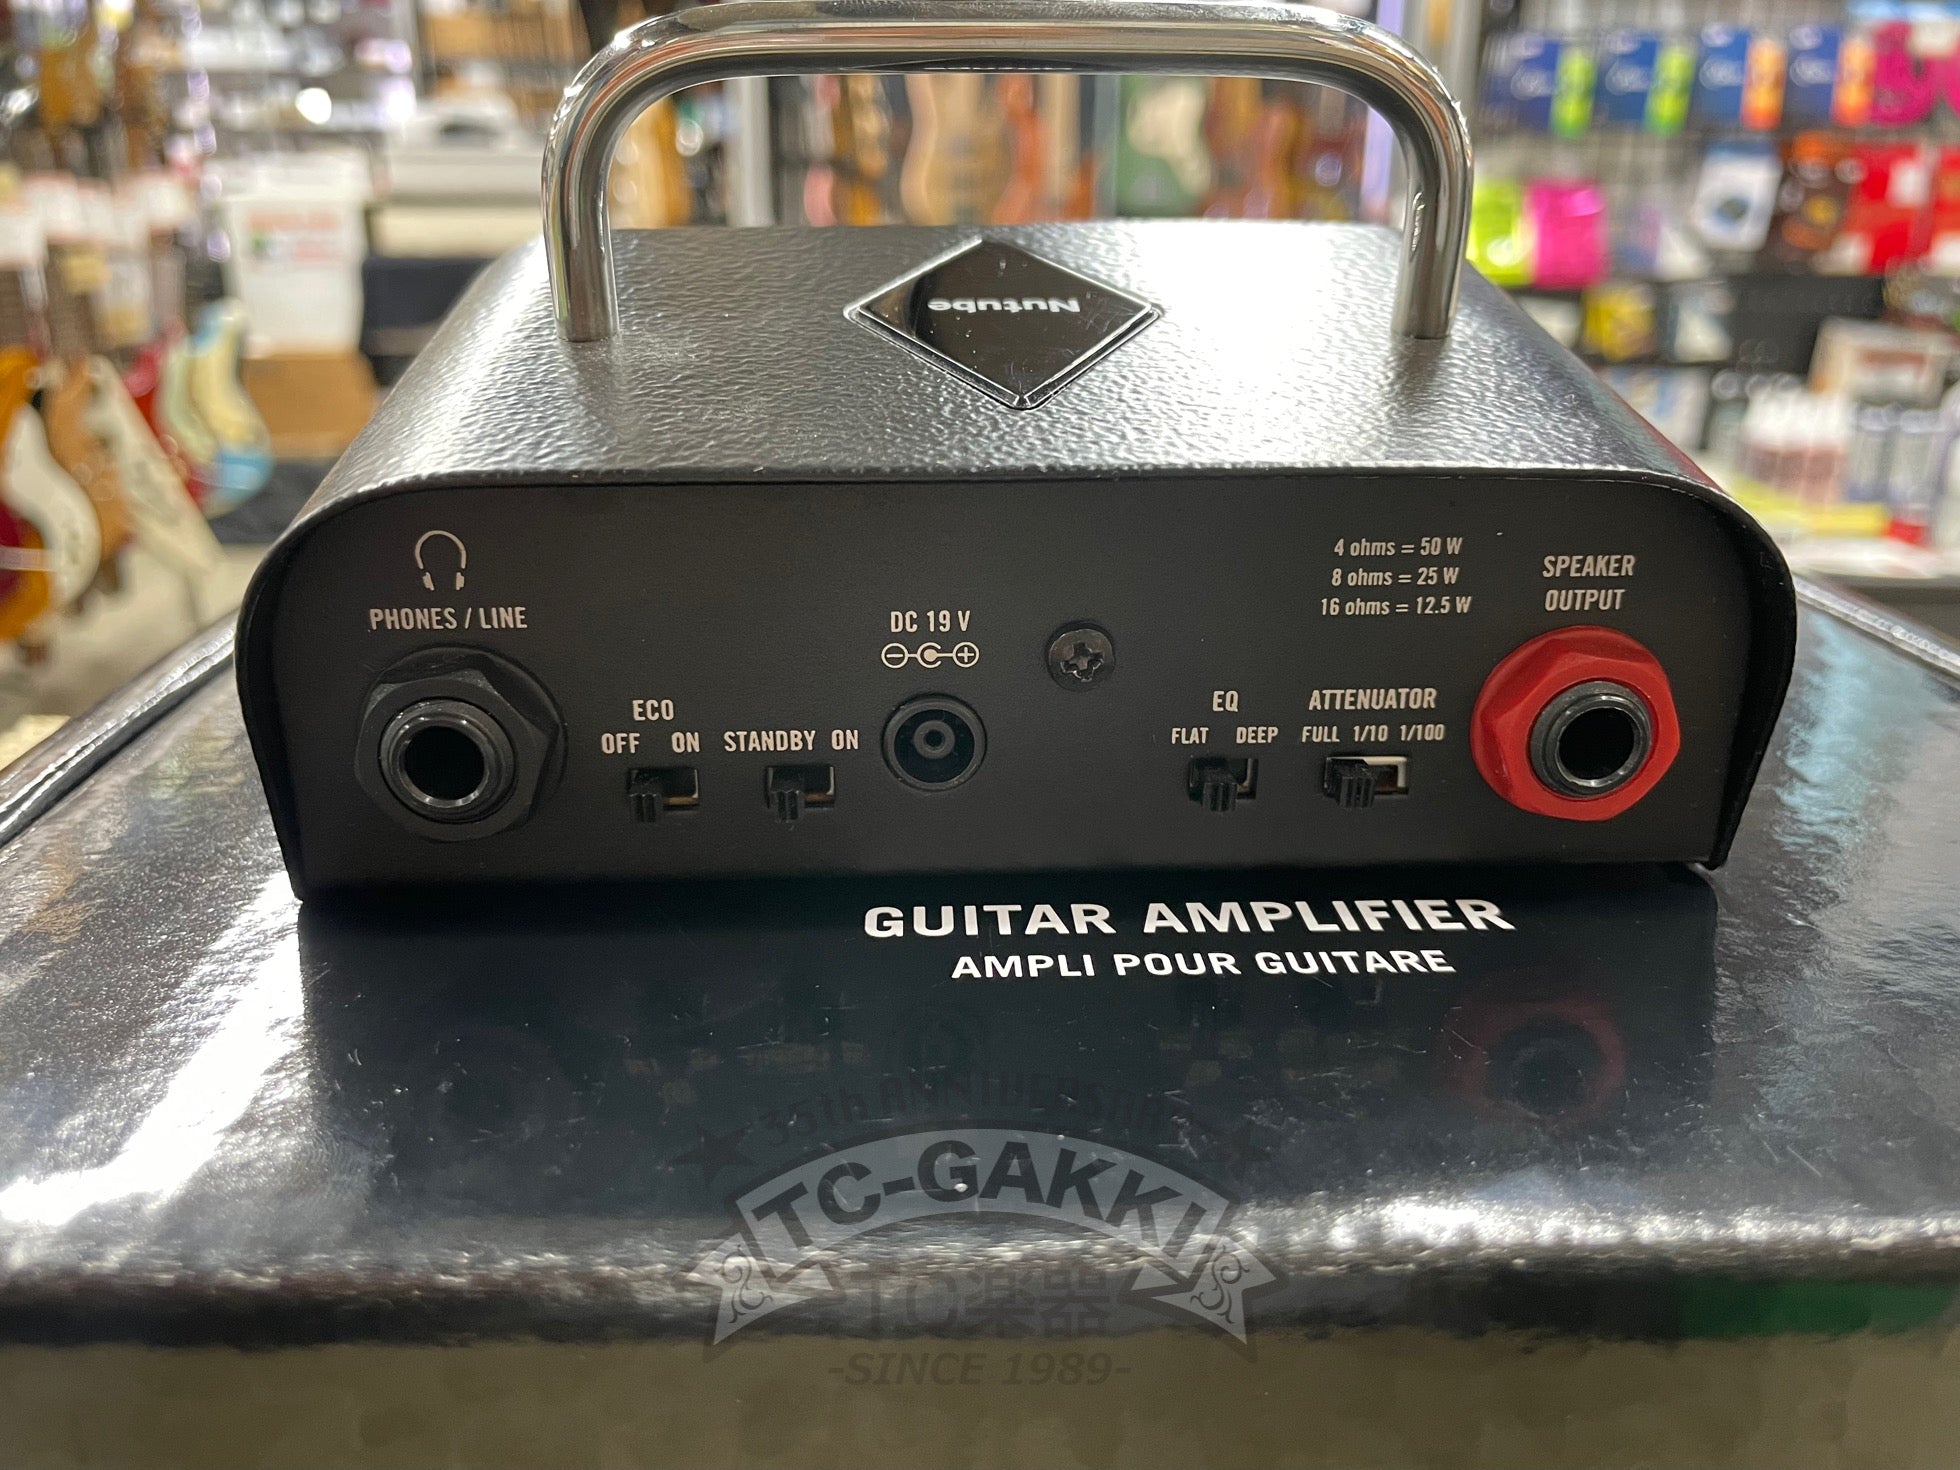 Nutube
PHONES / LINE
ECO
OFF ON
STANDBY ON
DC 19 V
4 ohms = 50 W
8 ohms = 25 W
16 ohms = 12.5 W
SPEAKER
OUTPUT
EQ
FLAT DEEP
ATTENUATOR
FULL 1/10 1/100
GUITAR AMPLIFIER
AMPLI POUR GUITARE
35th ANNIVERSARY
TC-GAKKI
TC楽器
-SINCE 1989-